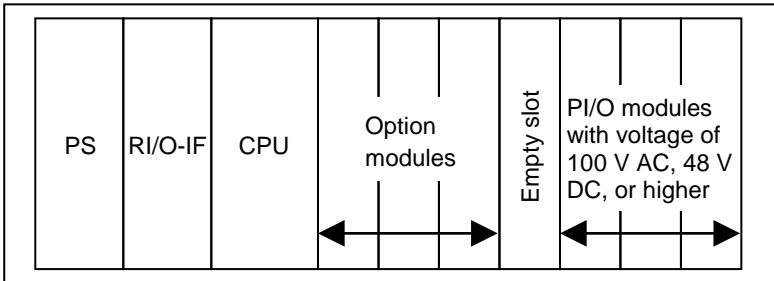 PS
RI/O-IF
CPU
Option
modules
Empty slot
PI/O modules
with voltage of
100 V AC, 48 V
DC, or higher